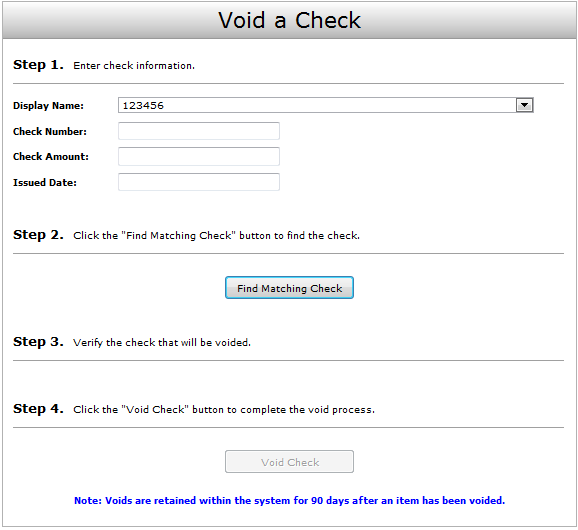 Void a Check
Step 1. Enter check information.
Display Name: 123456
Check Number:
Check Amount:
Issued Date:
Step 2. Click the "Find Matching Check" button to find the check.
Find Matching Check
Step 3. Verify the check that will be voided.
Step 4. Click the "Void Check" button to complete the void process.
Void Check
Note: Voids are retained within the system for 90 days after an item has been voided.